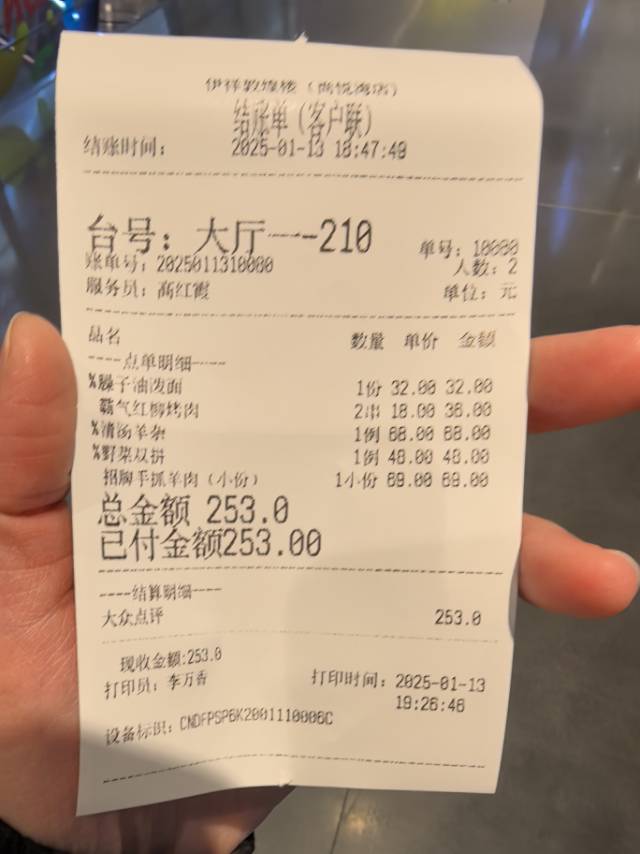 伊祥敦煌楼（尚悦湾店）
结账单（客户联）
结账时间： 2025-01-13 18:47:49
台号：大厅---210
单号：10000
账单号：2025011310000
人数：2
服务员：高红霞
单位：元
品名 数量 单价 金额
----点单明细----
%臊子油泼面 1份 32.00 32.00
霸气红柳烤肉 2串 18.00 36.00
%清汤羊杂 1例 68.00 68.00
%野菜双拼 1例 48.00 48.00
招牌手抓羊肉（小份） 1小份 69.00 69.00
总金额 253.0
已付金额253.00
----结算明细----
大众点评 253.0
现收金额:253.0
打印员：李万香 打印时间：2025-01-13
19:26:46
设备标识：CNDFPSP6K2001110006C